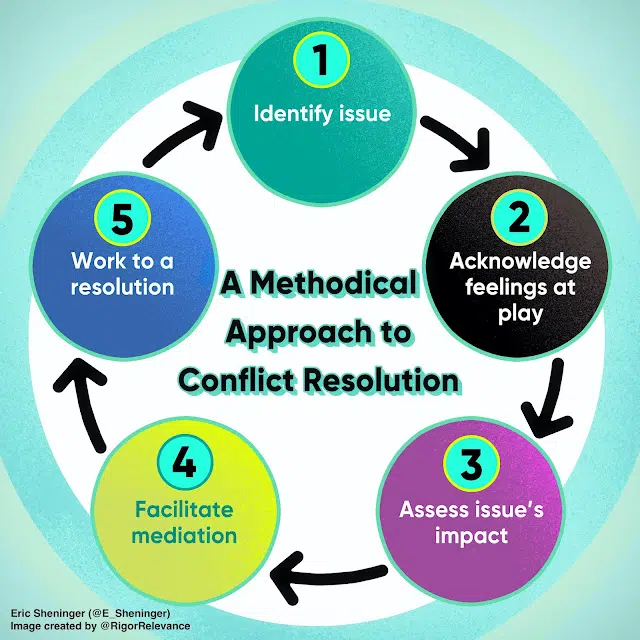 1
Identify issue
2
Acknowledge
feelings at
play
3
Assess issue's
impact
4
Facilitate
mediation
5
Work to a
resolution
A Methodical
Approach to
Conflict Resolution
Eric Sheninger (@E_Sheninger)
Image created by @RigorRelevance